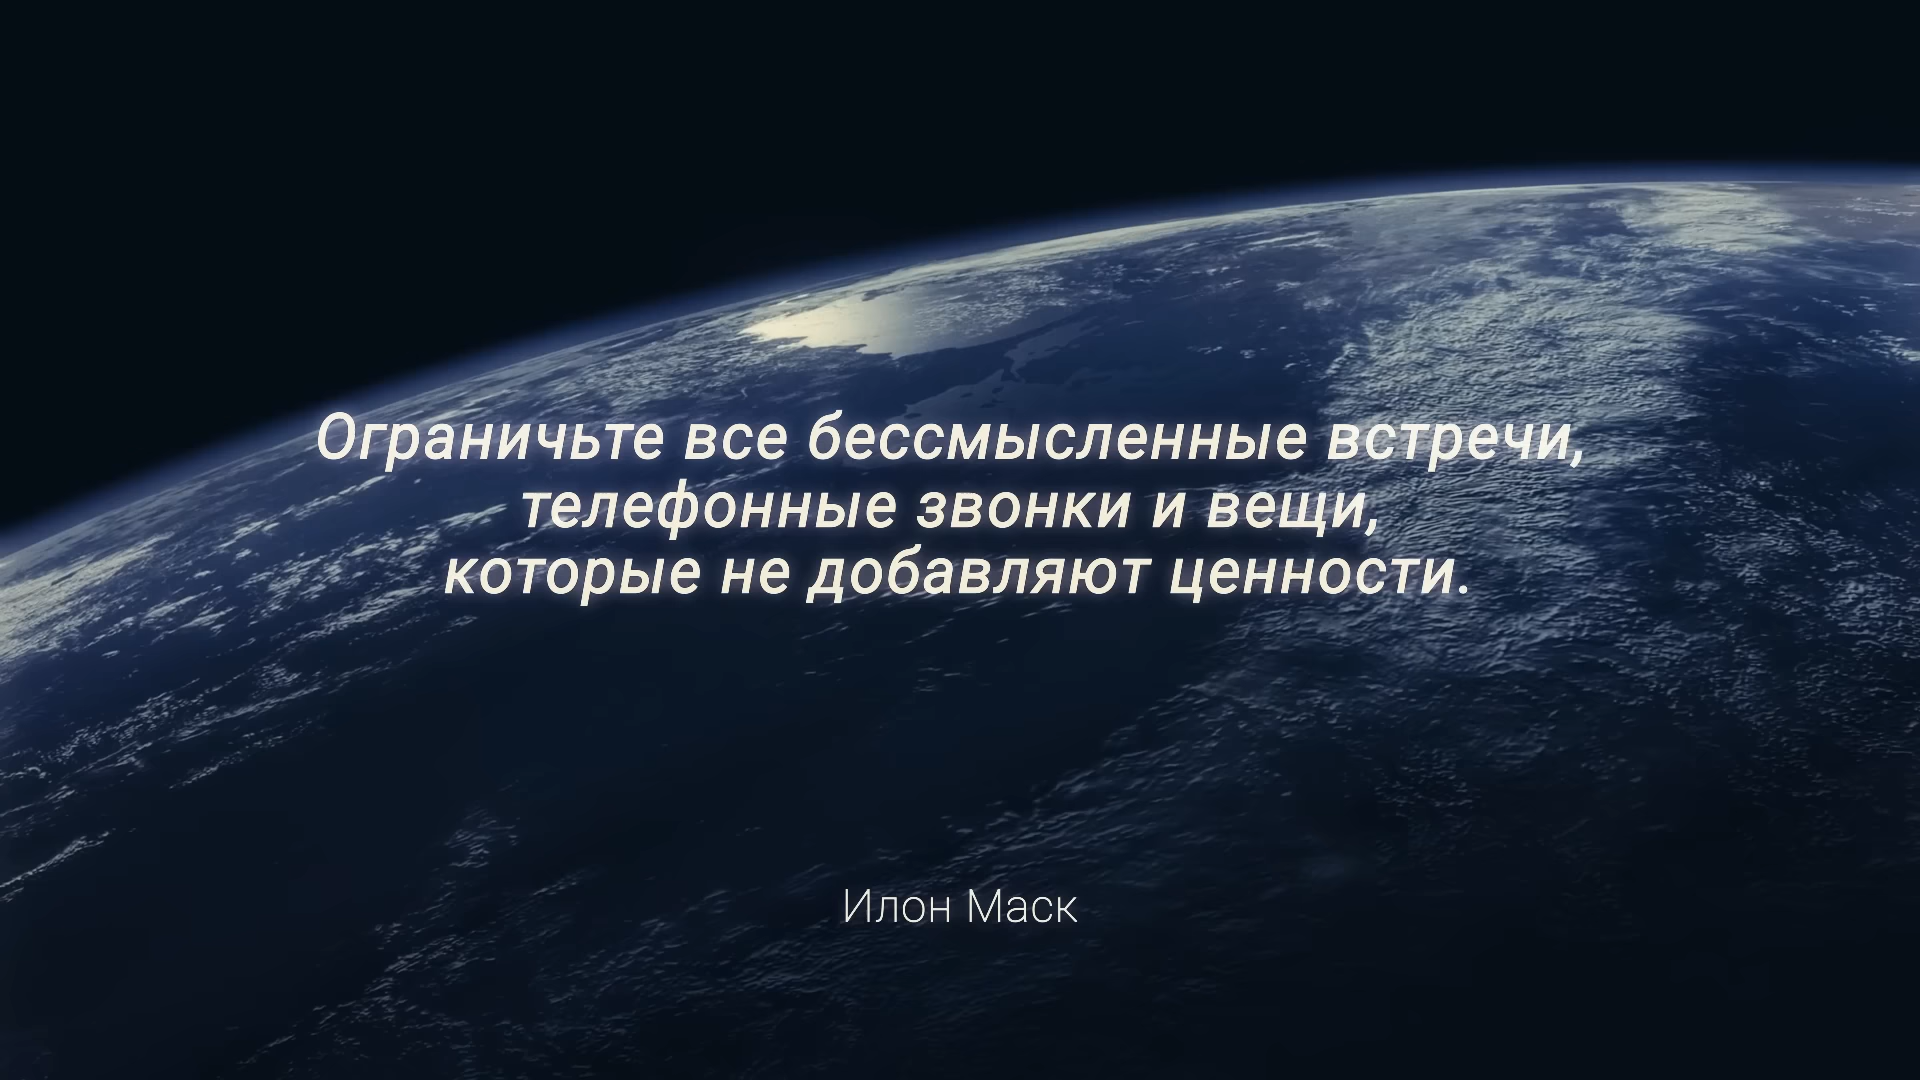 Ограничьте все бессмысленные встречи,
телефонные звонки и вещи,
которые не добавляют ценности.
Илон Маск